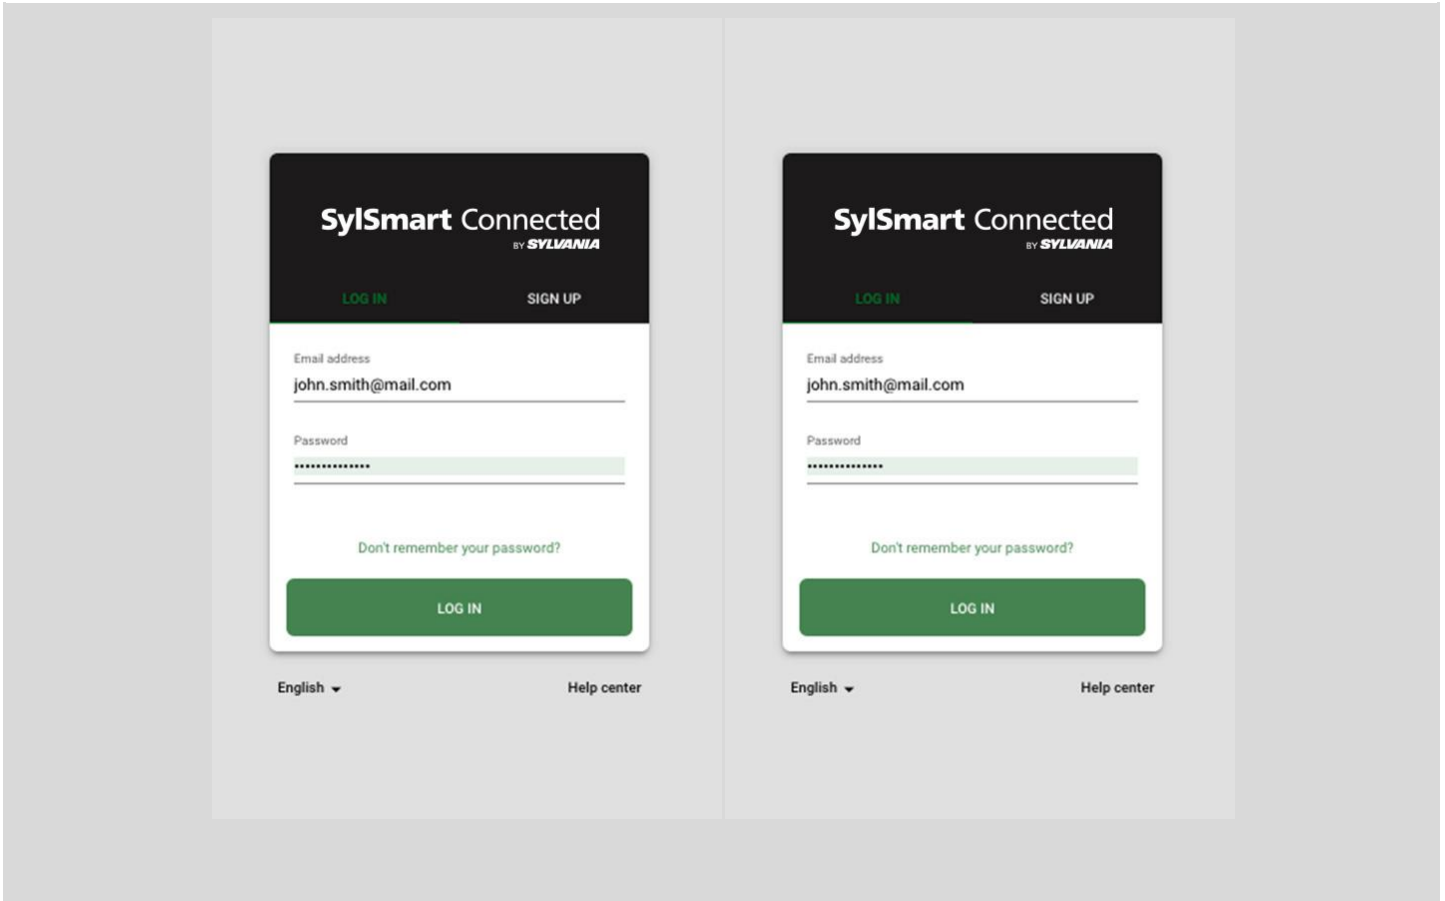 SylSmart Connected
BY SYLVANIA
LOG IN SIGN UP
Email address
john.smith@mail.com
Password
••••••••••••••
Don't remember your password?
LOG IN
English Help center
SylSmart Connected
BY SYLVANIA
LOG IN SIGN UP
Email address
john.smith@mail.com
Password
••••••••••••••
Don't remember your password?
LOG IN
English Help center